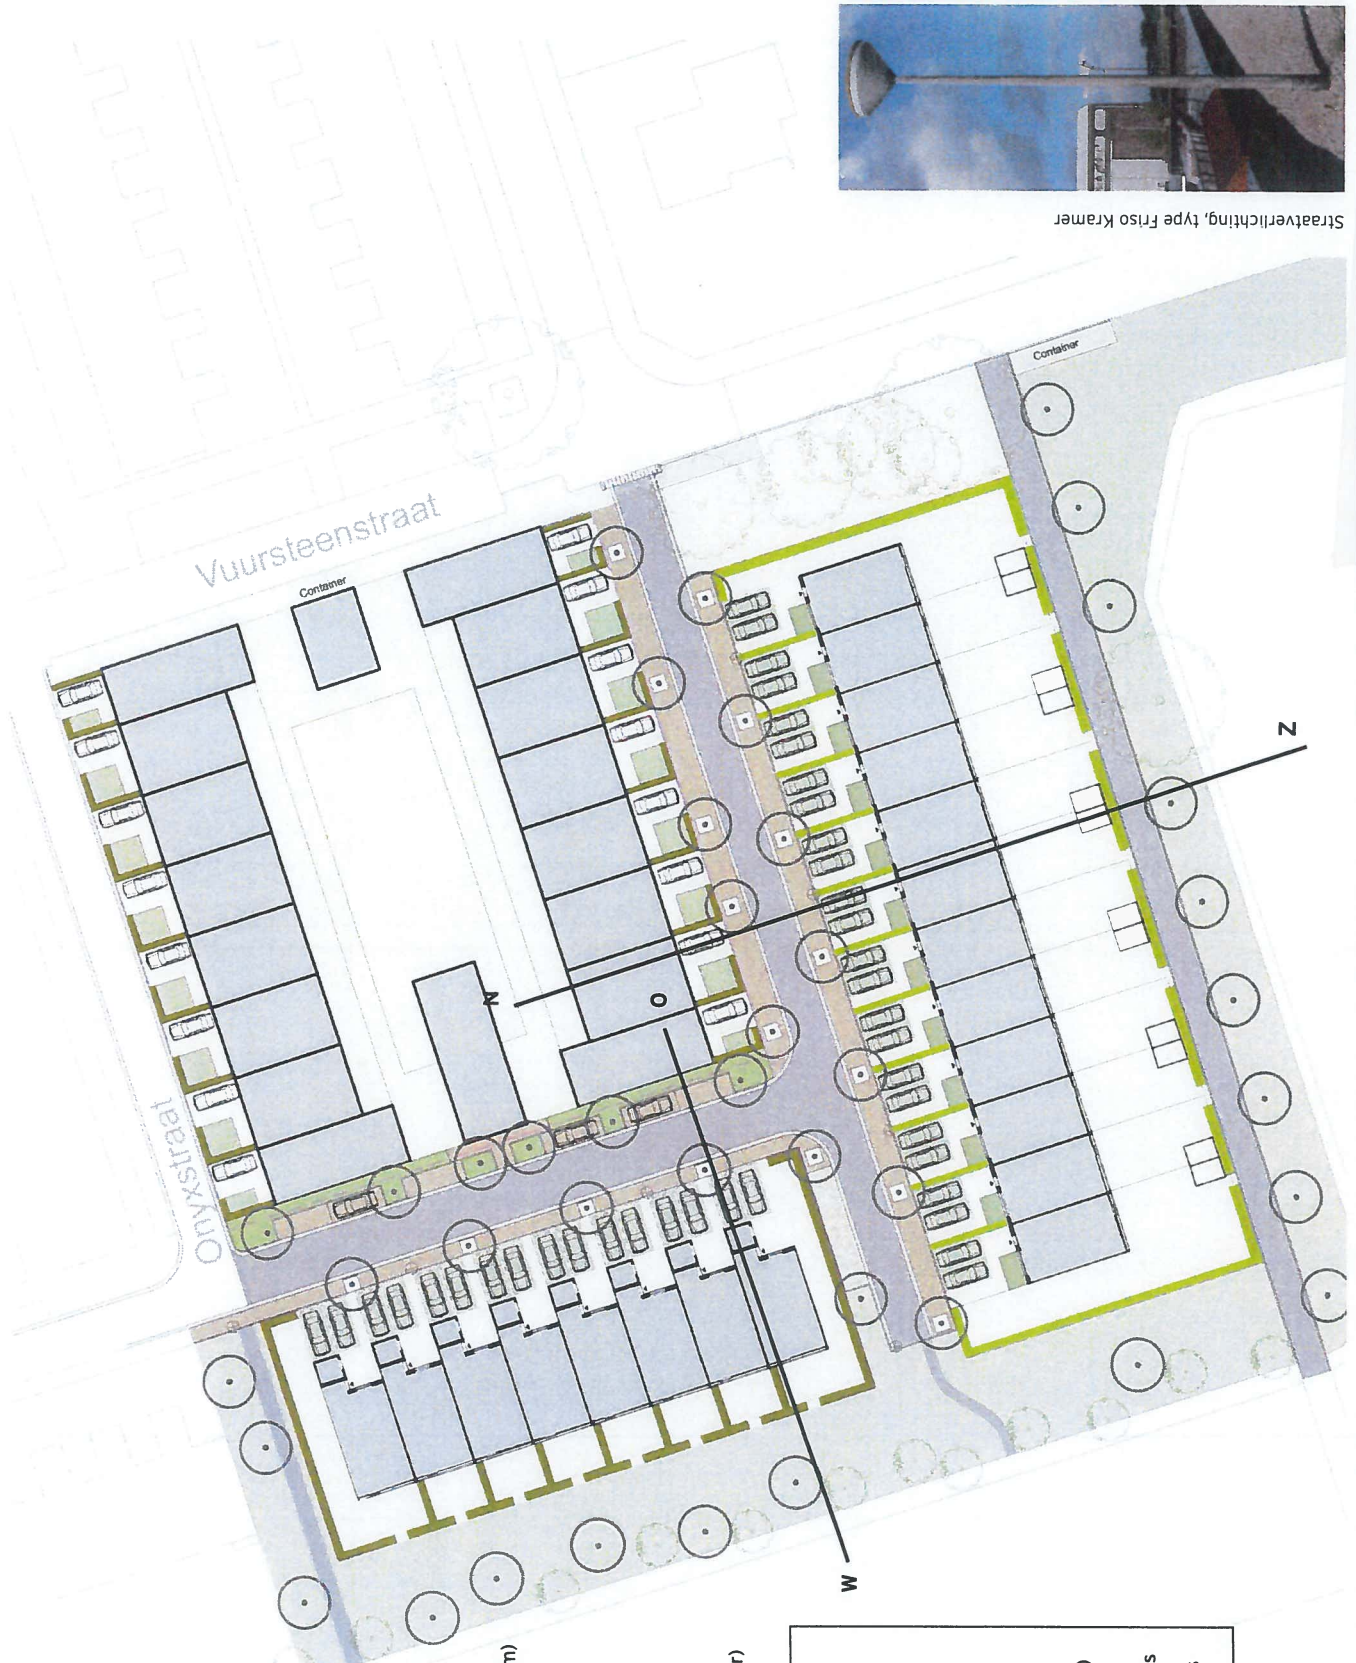 Straatverlichting, type Friso Kramer
Container
Vuursteenstraat
Container
Onyxstraat
N
O
Z
W
m)
r)
s